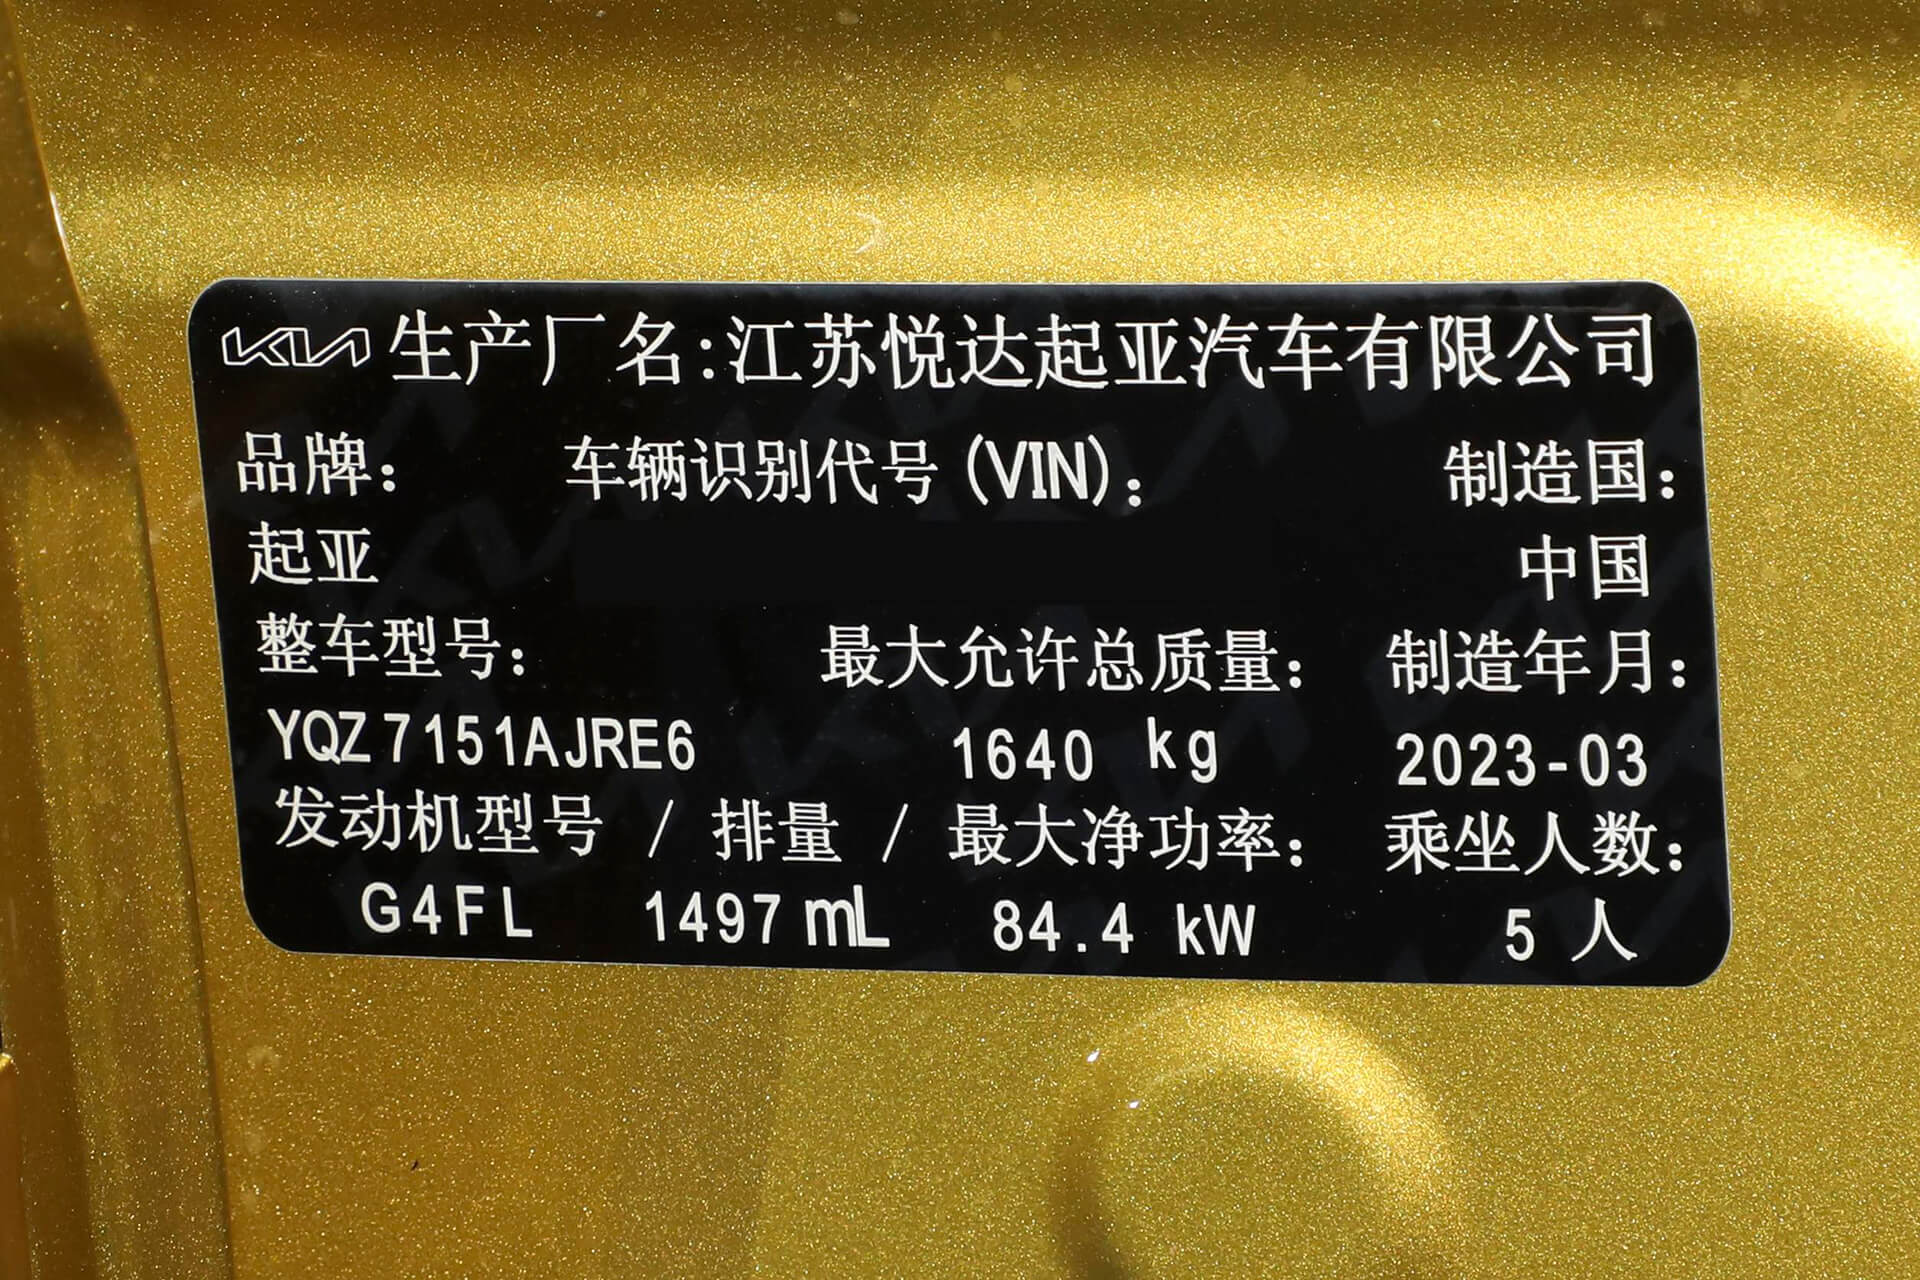 KIA 生产厂名:江苏悦达起亚汽车有限公司
品牌: 车辆识别代号(VIN): 制造国:
起亚 中国
整车型号: 最大允许总质量: 制造年月:
YQZ7151AJRE6 1640 kg 2023-03
发动机型号 / 排量 / 最大净功率: 乘坐人数:
G4FL 1497 mL 84.4 kW 5 人